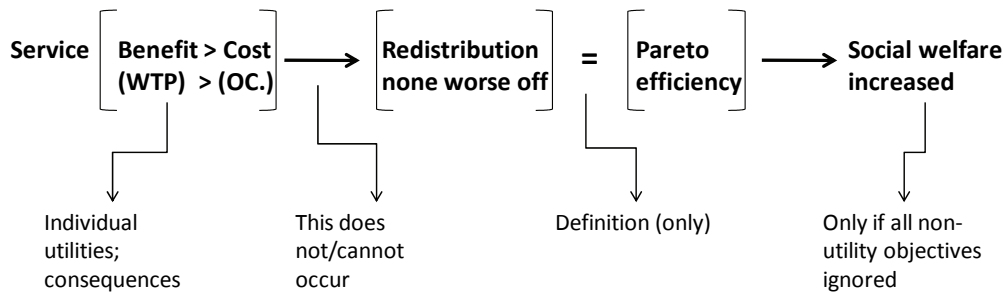 Service
Benefit > Cost
(WTP) > (OC.)
Redistribution
none worse off
=
Pareto
efficiency
Social welfare
increased
Individual
utilities;
consequences
This does
not/cannot
occur
Definition (only)
Only if all non-
utility objectives
ignored